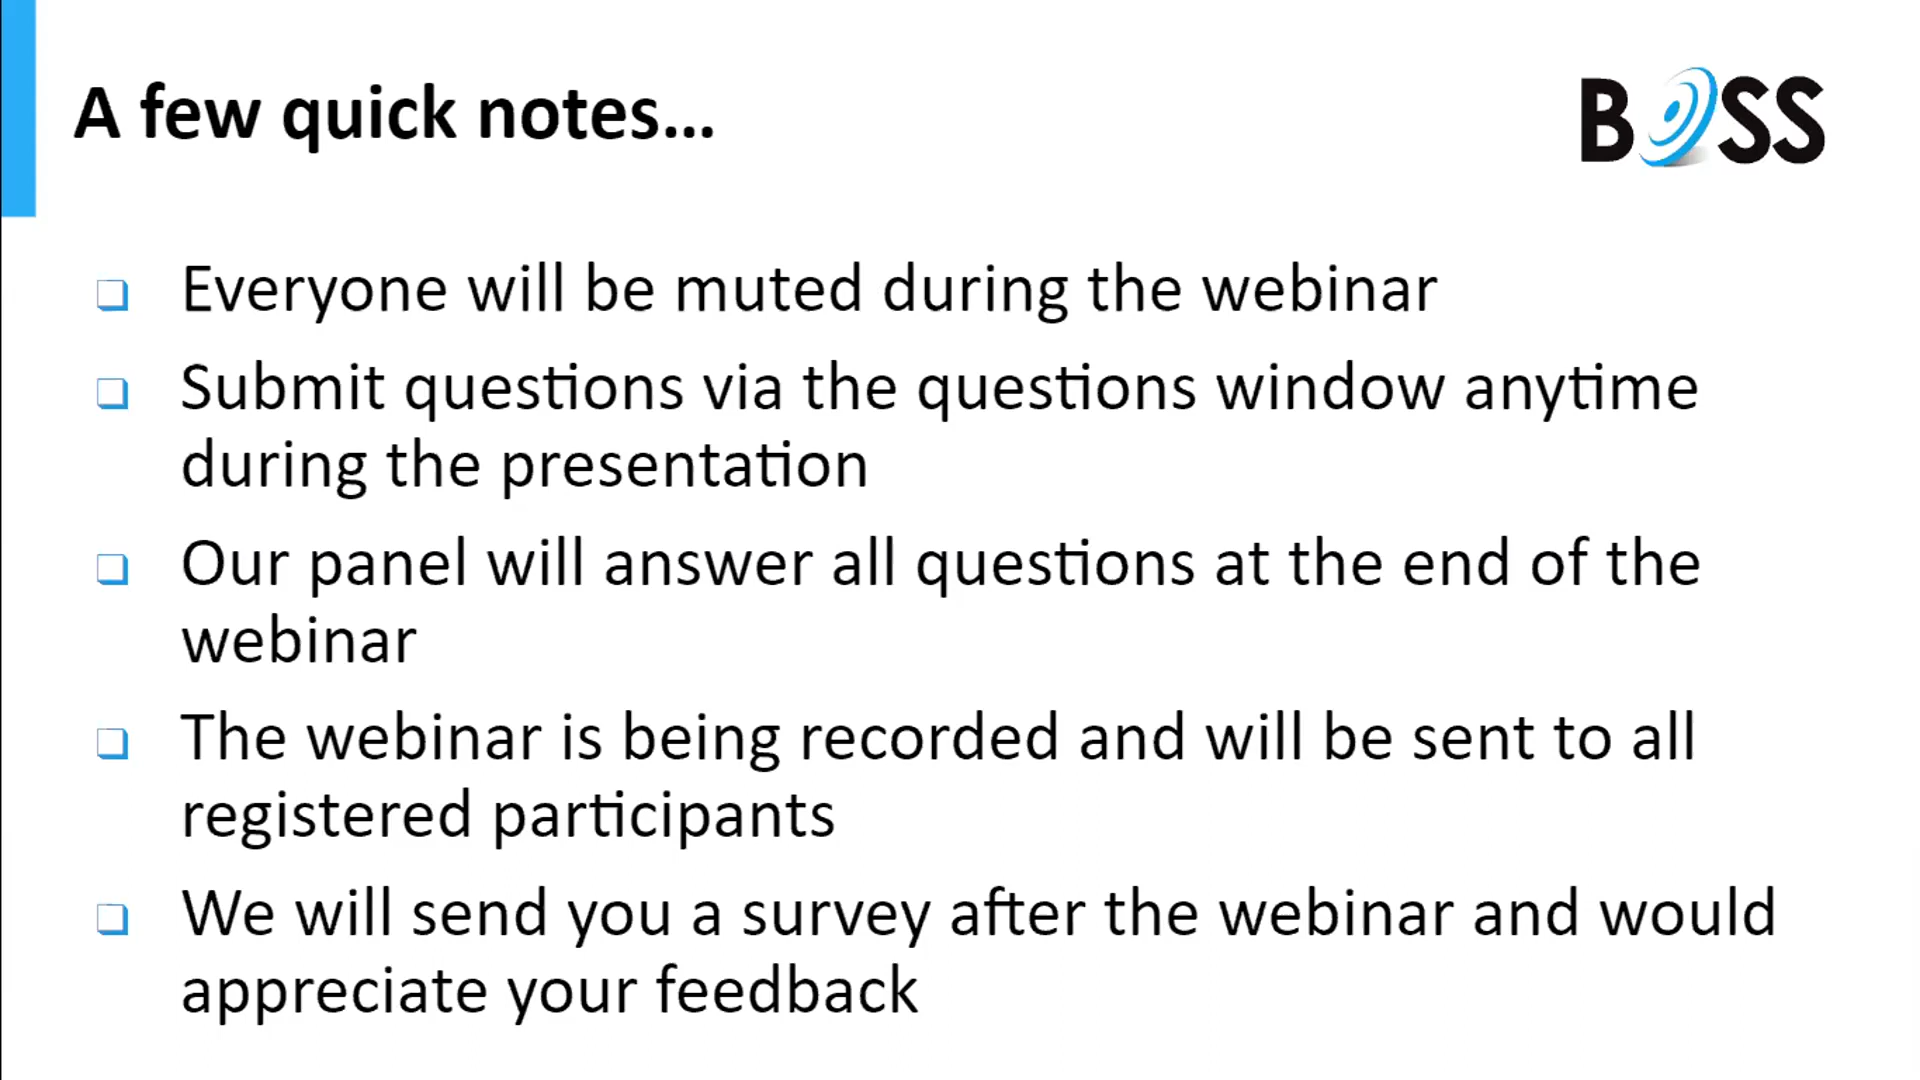 A few quick notes...
BOSS
Everyone will be muted during the webinar
Submit questions via the questions window anytime
during the presentation
Our panel will answer all questions at the end of the
webinar
The webinar is being recorded and will be sent to all
registered participants
We will send you a survey after the webinar and would
appreciate your feedback